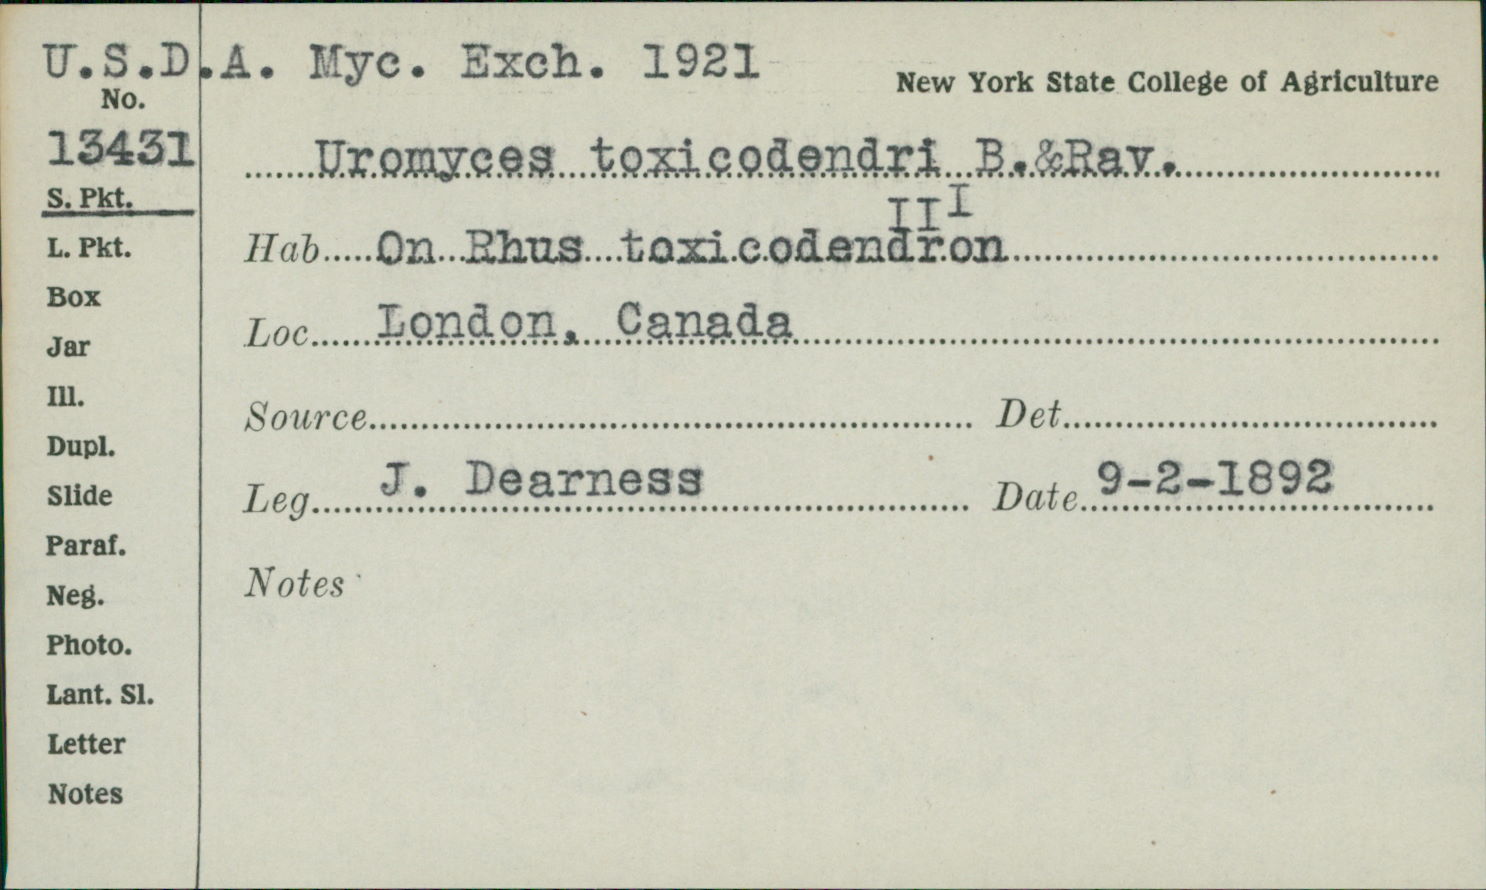 U.S.D.A. Myc. Exch. 1921
New York State College of Agriculture
No.
13431
Uromyces toxicodendri B.&Rav.
S. Pkt.
III
L. Pkt.
Hab. On Rhus toxicodendron
Box
Loc. London, Canada
Jar
Ill.
Source
Det.
Dupl.
Leg. J. Dearness
Date 9-2-1892
Slide
Paraf.
Notes
Neg.
Photo.
Lant. Sl.
Letter
Notes